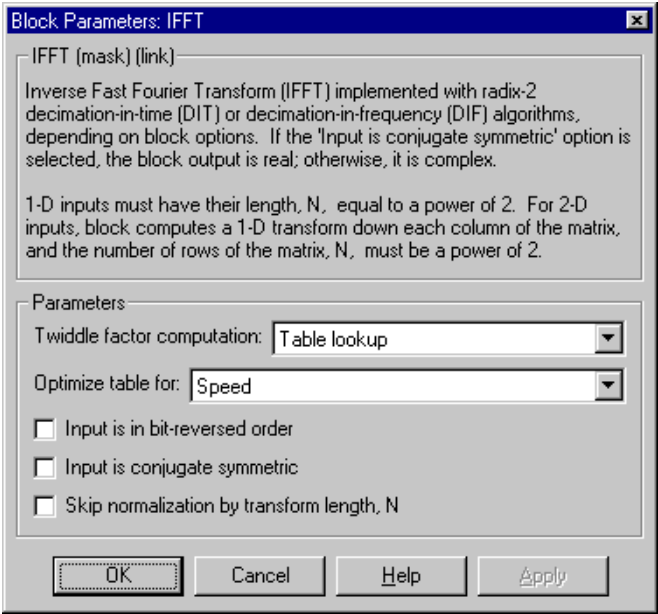 Block Parameters: IFFT
IFFT (mask) (link)
Inverse Fast Fourier Transform (IFFT) implemented with radix-2
decimation-in-time (DIT) or decimation-in-frequency (DIF) algorithms,
depending on block options.  If the 'Input is conjugate symmetric' option is
selected, the block output is real; otherwise, it is complex.
1-D inputs must have their length, N,  equal to a power of 2.  For 2-D
inputs, block computes a 1-D transform down each column of the matrix,
and the number of rows of the matrix, N,  must be a power of 2.
Parameters
Twiddle factor computation: Table lookup
Optimize table for: Speed
Input is in bit-reversed order
Input is conjugate symmetric
Skip normalization by transform length, N
OK Cancel Help Apply